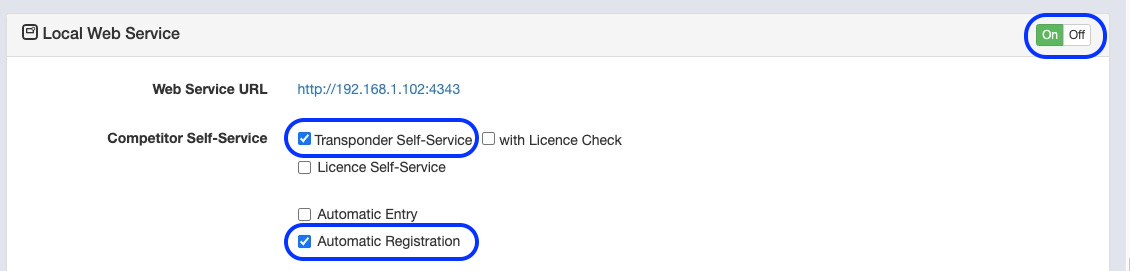 Local Web Service On Off
Web Service URL http://192.168.1.102:4343
Competitor Self-Service Transponder Self-Service with Licence Check
Licence Self-Service
Automatic Entry
Automatic Registration